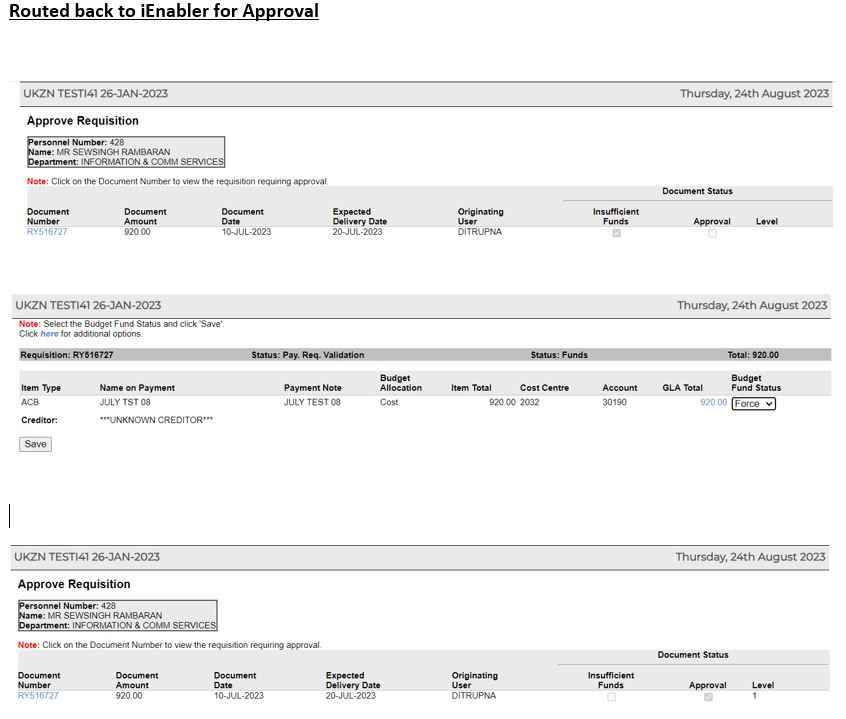 Routed back to iEnabler for Approval
UKZN TESTI41 26-JAN-2023 Thursday, 24th August 2023
Approve Requisition
Personnel Number: 428
Name: MR SEWSINGH RAMBARAN
Department: INFORMATION & COMM SERVICES
Note: Click on the Document Number to view the requisition requiring approval.
Document Status
Document Document Document Expected Originating Insufficient
Number Amount Date Delivery Date User Funds Approval Level
RY516727 920.00 10-JUL-2023 20-JUL-2023 DITRUPNA
UKZN TESTI41 26-JAN-2023 Thursday, 24th August 2023
Note: Select the Budget Fund Status and click 'Save'.
Click here for additional options.
Requisition: RY516727 Status: Pay. Req. Validation Status: Funds Total: 920.00
Budget Budget
Item Type Name on Payment Payment Note Allocation Item Total Cost Centre Account GLA Total Fund Status
ACB JULY TST 08 JULY TEST 08 Cost 920.00 2032 30190 920.00 Force
Creditor: ***UNKNOWN CREDITOR***
Save
UKZN TESTI41 26-JAN-2023 Thursday, 24th August 2023
Approve Requisition
Personnel Number: 428
Name: MR SEWSINGH RAMBARAN
Department: INFORMATION & COMM SERVICES
Note: Click on the Document Number to view the requisition requiring approval.
Document Status
Document Document Document Expected Originating Insufficient
Number Amount Date Delivery Date User Funds Approval Level
RY516727 920.00 10-JUL-2023 20-JUL-2023 DITRUPNA 1